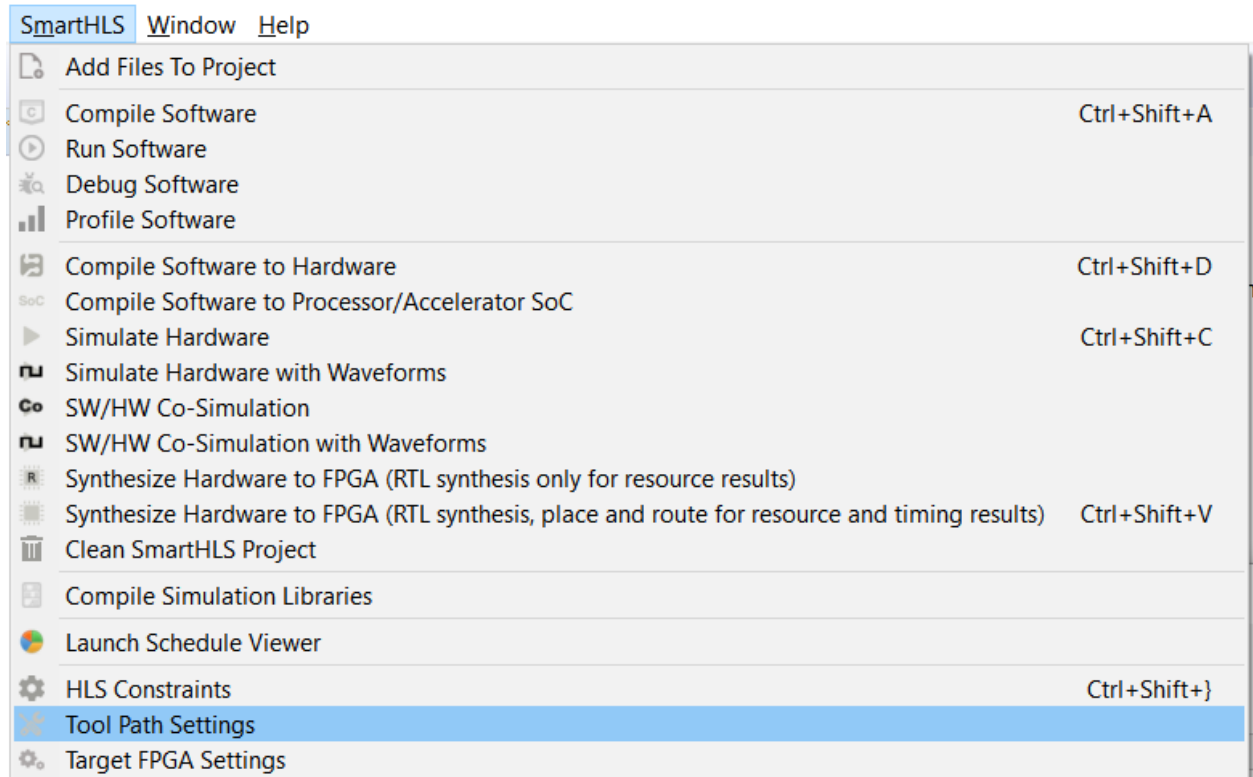 SmartHLS Window Help
Add Files To Project
Compile Software Ctrl+Shift+A
Run Software
Debug Software
Profile Software
Compile Software to Hardware Ctrl+Shift+D
SoC Compile Software to Processor/Accelerator SoC
Simulate Hardware Ctrl+Shift+C
Simulate Hardware with Waveforms
Co SW/HW Co-Simulation
SW/HW Co-Simulation with Waveforms
R Synthesize Hardware to FPGA (RTL synthesis only for resource results)
Synthesize Hardware to FPGA (RTL synthesis, place and route for resource and timing results) Ctrl+Shift+V
Clean SmartHLS Project
Compile Simulation Libraries
Launch Schedule Viewer
HLS Constraints Ctrl+Shift+}
Tool Path Settings
Target FPGA Settings